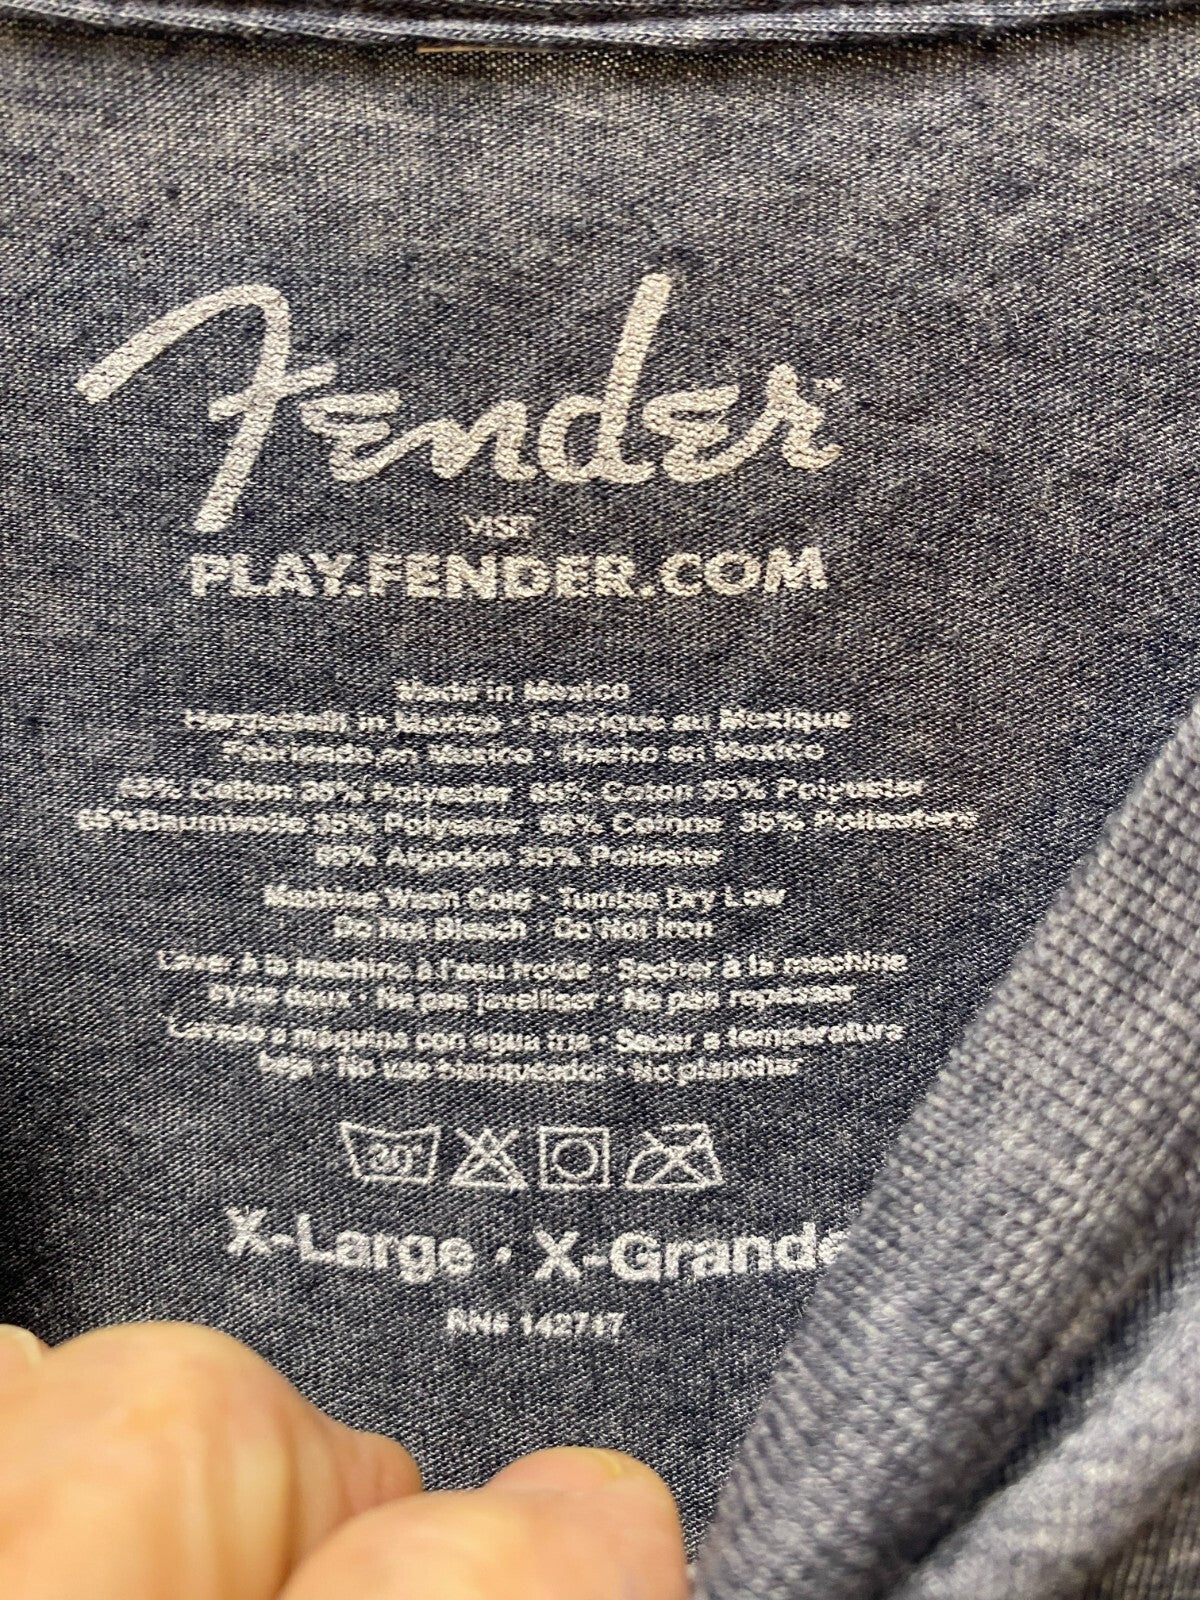 Fender™
VISIT
PLAY.FENDER.COM
Made in Mexico
Hergestellt in Mexico • Fabriqué au Mexique
Fabricado en Mexico • Hecho en Mexico
65% Cotton 35% Polyester 65% Coton 35% Polyester
65%Baumwolle 35% Polyester 65% Cotone 35% Poliestere
65% Algodón 35% Poliéster
Machine Wash Cold • Tumble Dry Low
Do Not Bleach • Do Not Iron
Laver à la machine à l'eau froide • Sécher à la machine
cycle doux • Ne pas javelliser • Ne pas repasser
Lavado a maquina con agua fria • Secar a temperatura
baja • No use blanqueador • No planchar
30°
X-Large • X-Grande
RN# 142717